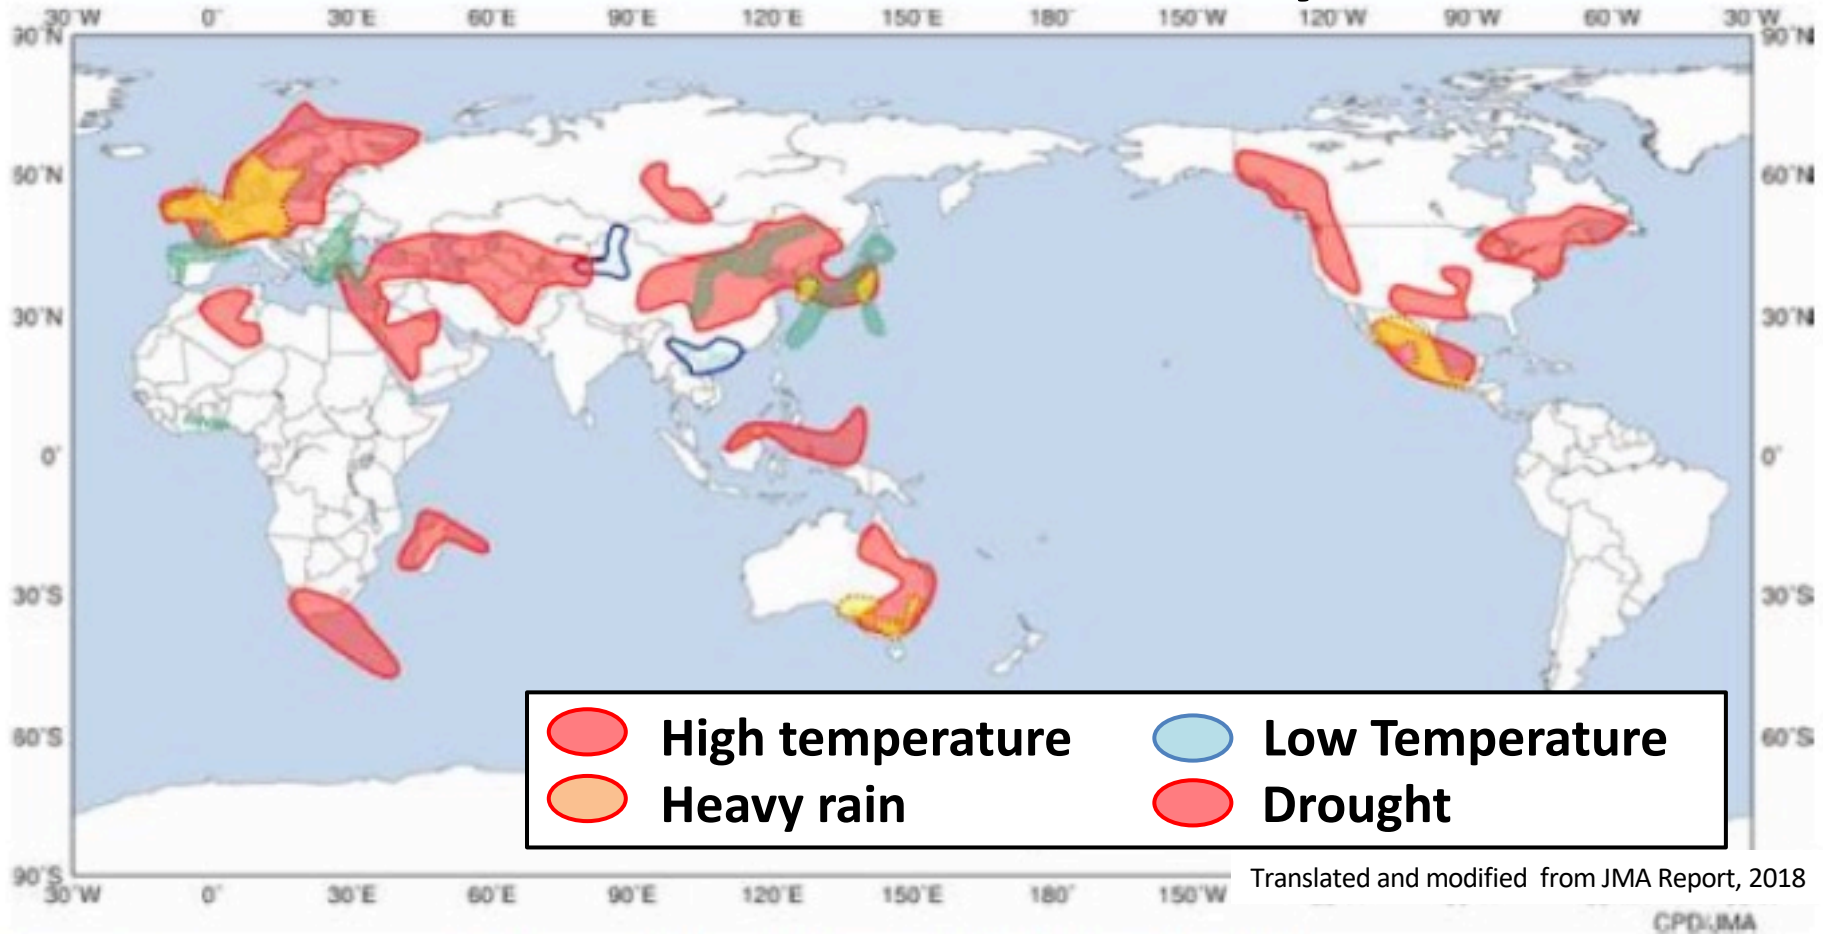 30°W 0° 30°E 60°E 90°E 120°E 150°E 180° 150°W 120°W 90°W 60°W 30°W
90°N 90°N
60°N 60°N
30°N 30°N
0° 0°
30°S 30°S
60°S 60°S
High temperature Low Temperature
Heavy rain Drought
90°S
Translated and modified from JMA Report, 2018
30°W 0° 30°E 60°E 90°E 120°E 150°E 180° 150°W
CPD/JMA